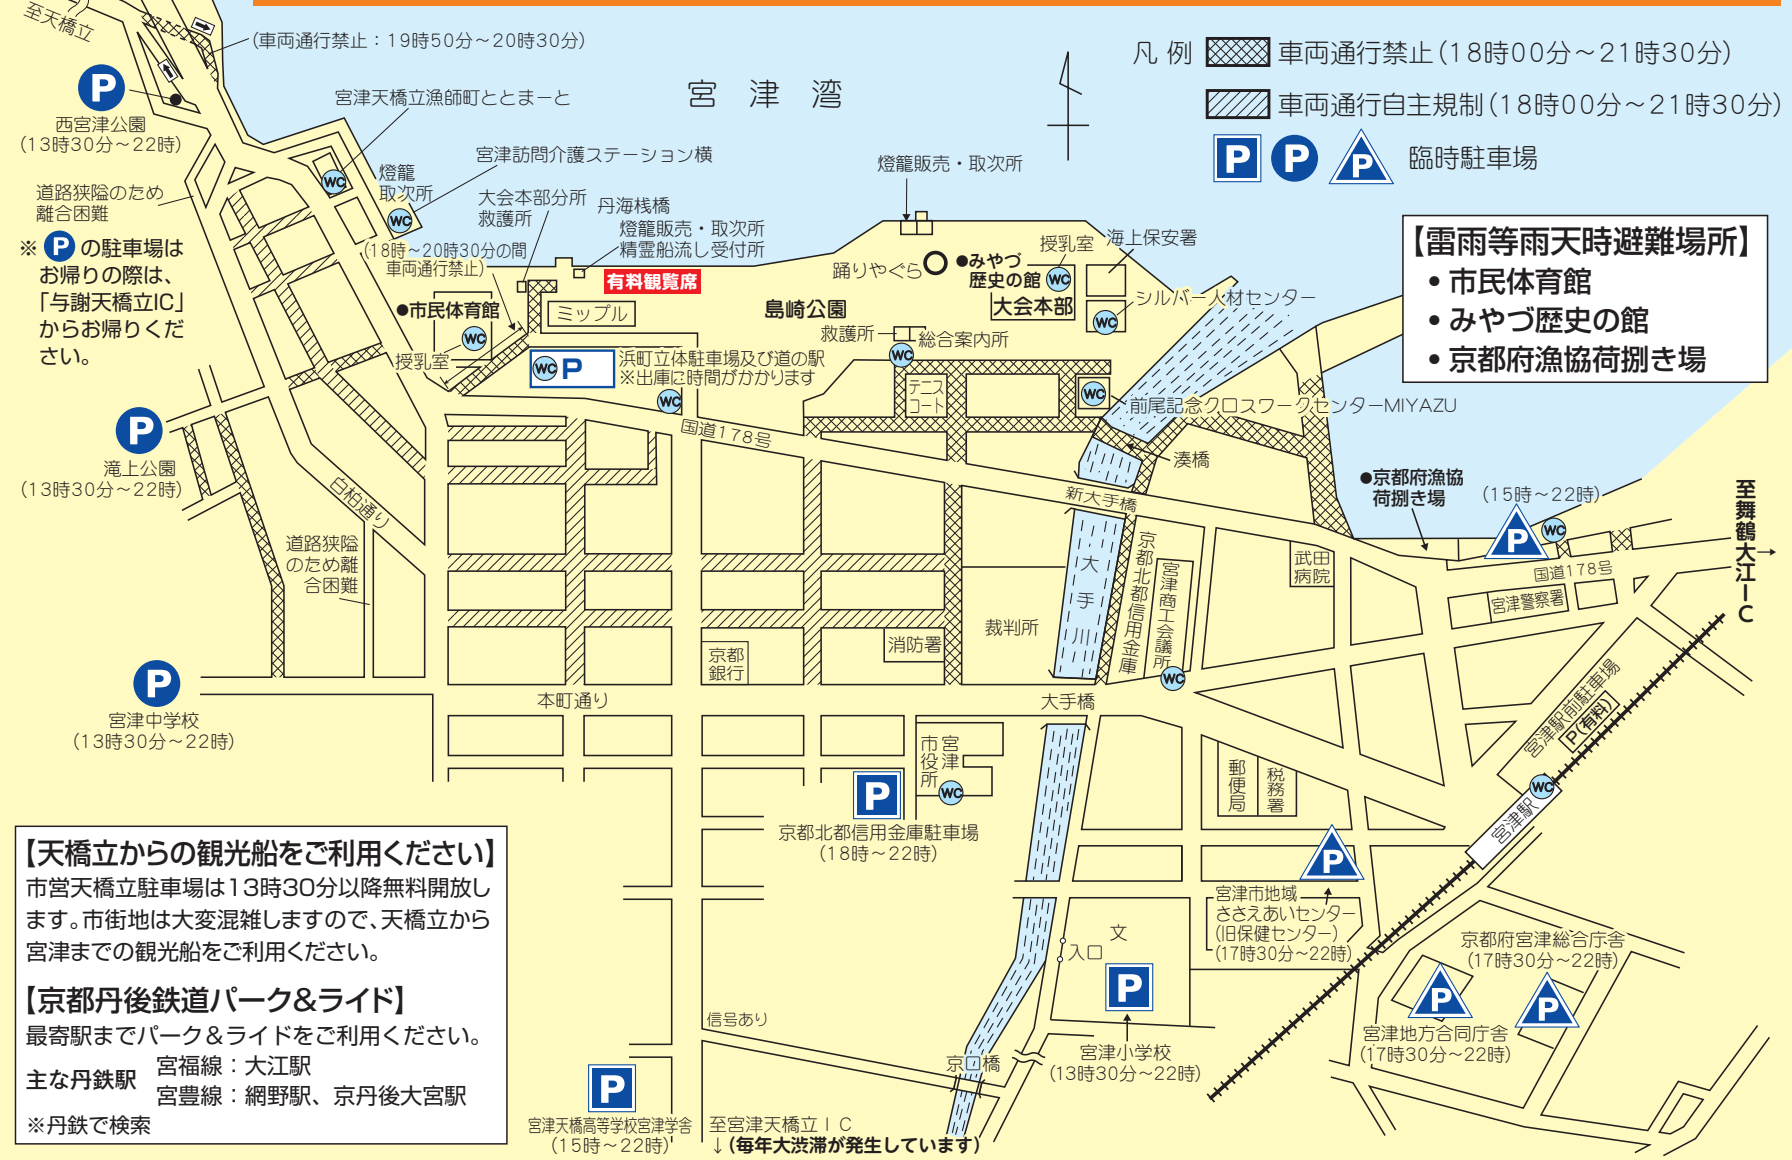 至天橋立
(車両通行禁止：19時50分～20時30分)
P
西宮津公園
(13時30分～22時)
宮津天橋立漁師町ととまーと
宮津湾
凡例
車両通行禁止(18時00分～21時30分)
車両通行自主規制(18時00分～21時30分)
P P P 臨時駐車場
宮津訪問介護ステーション横
燈籠
取次所
WC
WC
大会本部分所
救護所
丹海桟橋
燈籠販売・取次所
精霊船流し受付所
燈籠販売・取次所
道路狭隘のため
離合困難
※Pの駐車場は
お帰りの際は、
「与謝天橋立IC」
からお帰りくだ
さい。
(18時～20時30分の間
車両通行禁止)
有料観覧席
●市民体育館
WC
授乳室
ミップル
島崎公園
踊りやぐら
●みやづ
歴史の館
授乳室
WC
大会本部
海上保安署
シルバー人材センター
WC
【雷雨等雨天時避難場所】
•市民体育館
•みやづ歴史の館
•京都府漁協荷捌き場
救護所
総合案内所
WC
WC P
浜町立体駐車場及び道の駅
※出庫に時間がかかります
WC
テニス
コート
WC
前尾記念クロスワークセンターMIYAZU
国道178号
湊橋
新大手橋
P
滝上公園
(13時30分～22時)
白柏通り
道路狭隘
のため離
合困難
●京都府漁協
荷捌き場
(15時～22時)
P
WC
至舞鶴大江IC
→
国道178号
宮津警察署
武田
病院
大手川
京都北都信用金庫
宮津商工会議所
WC
裁判所
消防署
京都
銀行
P
宮津中学校
(13時30分～22時)
本町通り
大手橋
宮津駅前駐車場
P(有料)
WC
宮津駅
宮津
市役所
WC
P
京都北都信用金庫駐車場
(18時～22時)
郵便局
税務署
P
宮津市地域
ささえあいセンター
(旧保健センター)
(17時30分～22時)
京都府宮津総合庁舎
(17時30分～22時)
P
P
宮津地方合同庁舎
(17時30分～22時)
文
入口
P
宮津小学校
(13時30分～22時)
【天橋立からの観光船をご利用ください】
市営天橋立駐車場は13時30分以降無料開放し
ます。市街地は大変混雑しますので、天橋立から
宮津までの観光船をご利用ください。
【京都丹後鉄道パーク&ライド】
最寄駅までパーク&ライドをご利用ください。
主な丹鉄駅
宮福線：大江駅
宮豊線：網野駅、京丹後大宮駅
※丹鉄で検索
信号あり
京口橋
P
宮津天橋高等学校宮津学舎
(15時～22時)
至宮津天橋立IC
↓(毎年大渋滞が発生しています)